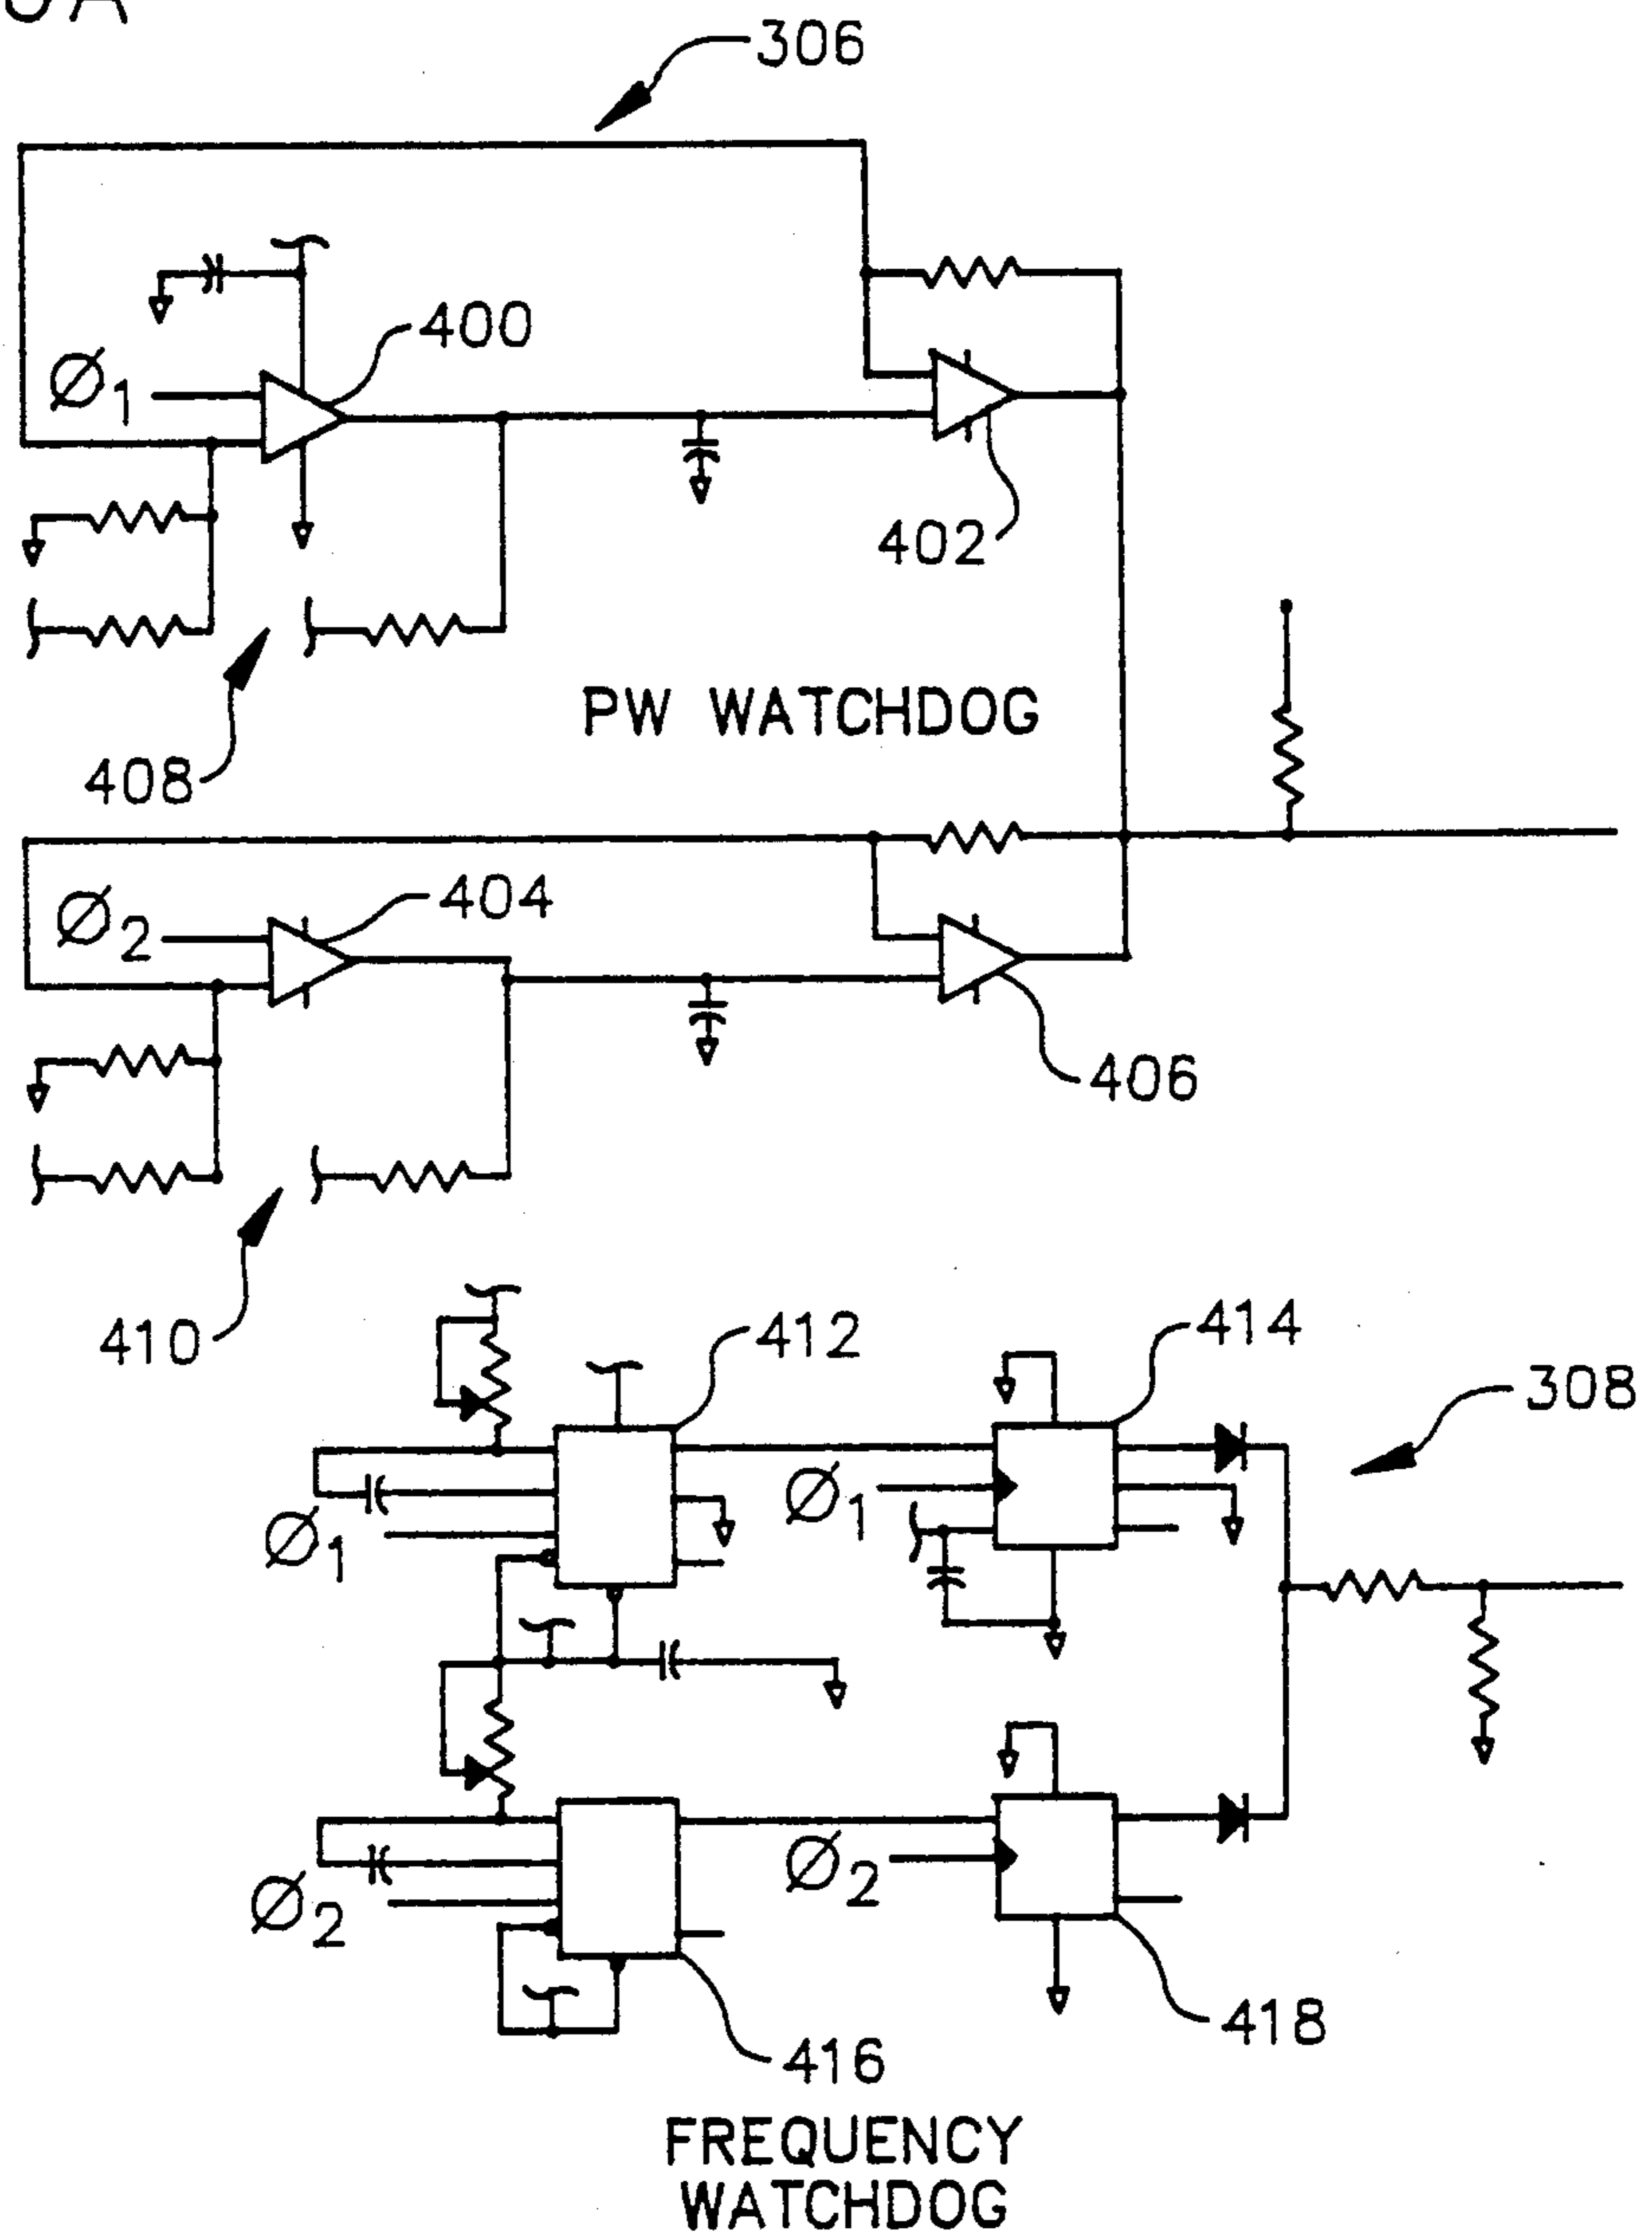 306
400
Ø1
402
PW WATCHDOG
408
Ø2
404
406
410
412
414
308
Ø1
Ø1
Ø2
Ø2
418
416
FREQUENCY
WATCHDOG